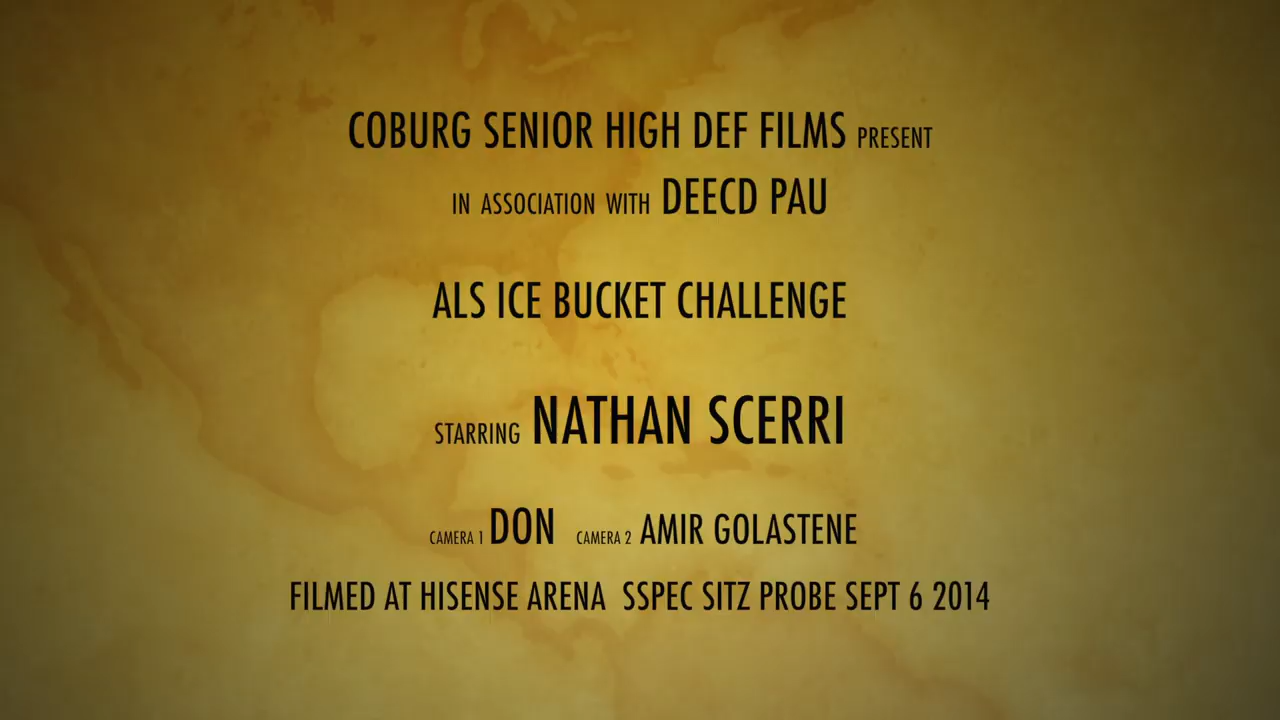 COBURG SENIOR HIGH DEF FILMS PRESENT
IN ASSOCIATION WITH DEECD PAU
ALS ICE BUCKET CHALLENGE
STARRING NATHAN SCERRI
CAMERA 1 DON CAMERA 2 AMIR GOLASTENE
FILMED AT HISENSE ARENA SSPEC SITZ PROBE SEPT 6 2014